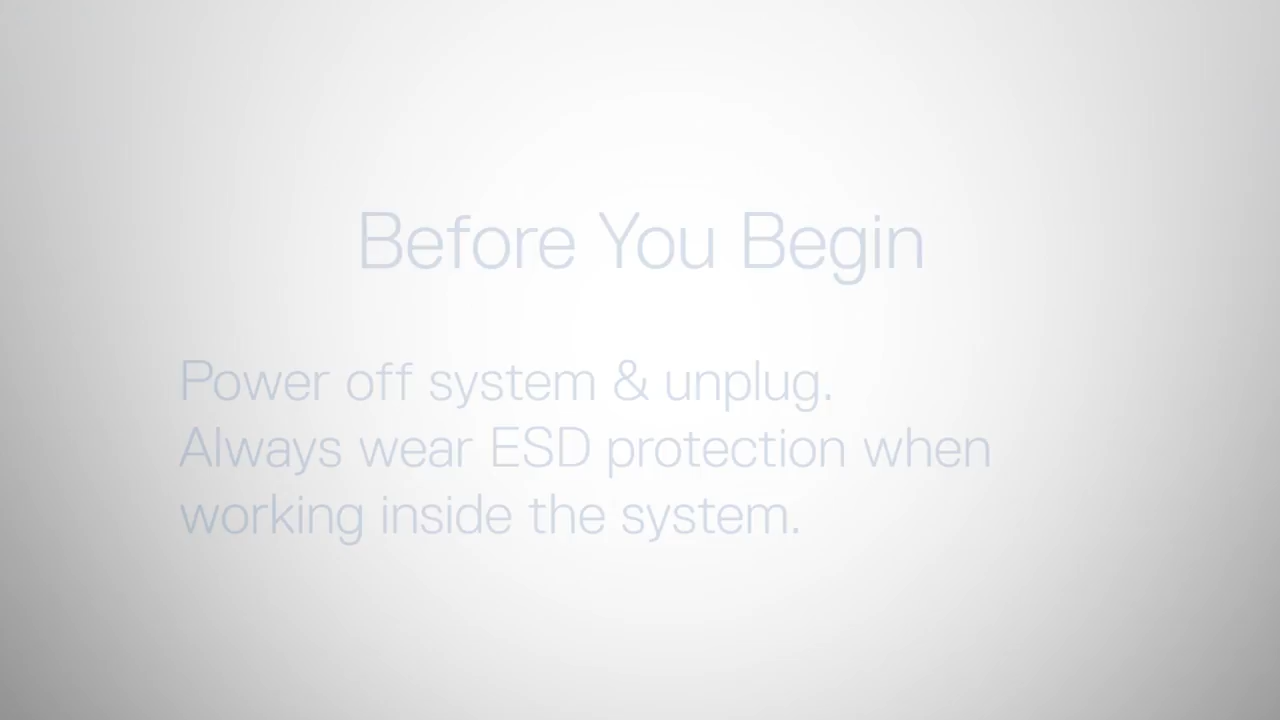 Before You Begin
Power off system & unplug.
Always wear ESD protection when
working inside the system.